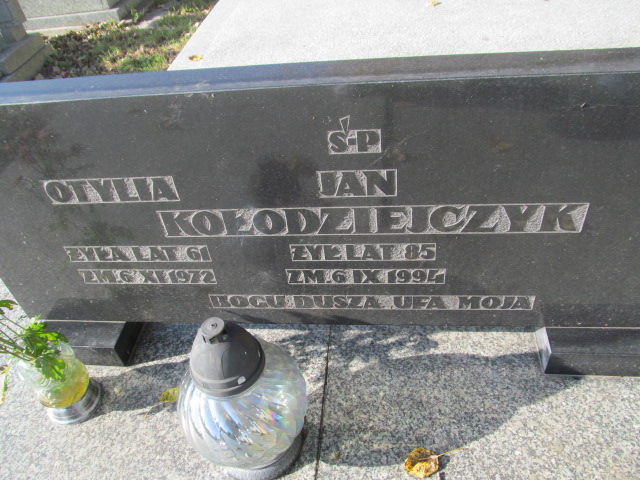 Ś.P
OTYLIA JAN
KOŁODZIEJCZYK
ŻYŁA LAT 61 ŻYŁ LAT 85
ZM. 6 XI 1972 ZM. 6 IX 1994
BOGU DUSZA UFA MOJA